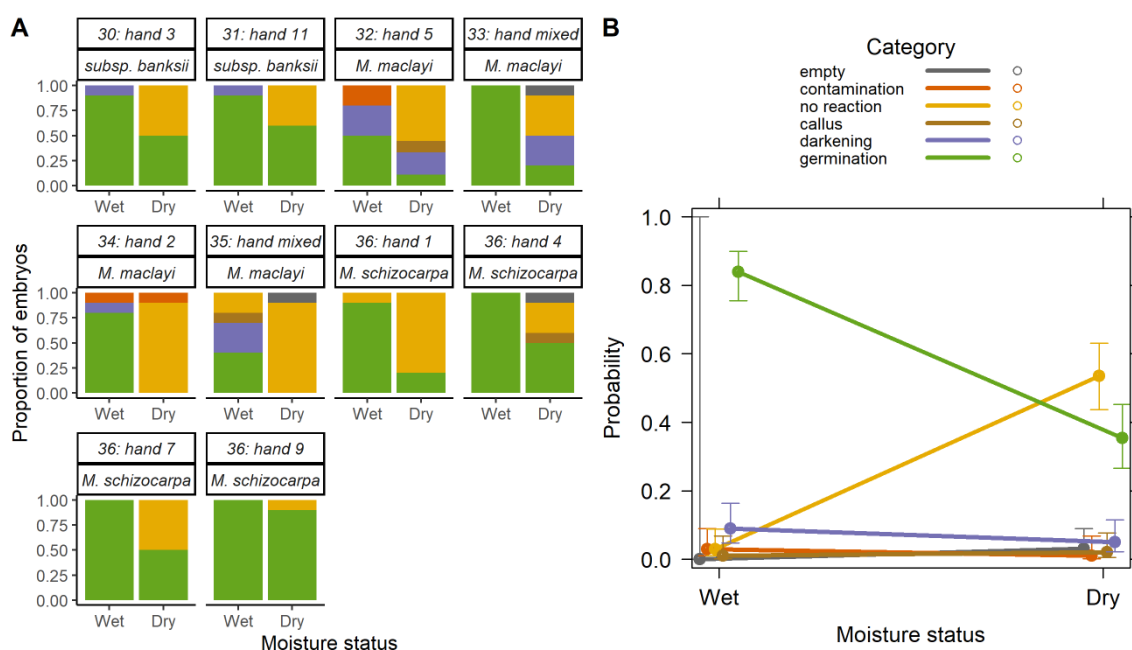 A
30: hand 3
31: hand 11
32: hand 5
33: hand mixed
subsp. banksii
subsp. banksii
M. maclayi
M. maclayi
1.00
0.75
0.50
0.25
0.00
Wet Dry
Wet Dry
Wet Dry
Wet Dry
34: hand 2
35: hand mixed
36: hand 1
36: hand 4
M. maclayi
M. maclayi
M. schizocarpa
M. schizocarpa
1.00
0.75
0.50
0.25
0.00
Wet Dry
Wet Dry
Wet Dry
Wet Dry
36: hand 7
36: hand 9
M. schizocarpa
M. schizocarpa
1.00
0.75
0.50
0.25
0.00
Wet Dry
Wet Dry
Proportion of embryos
Moisture status
B
Category
empty
contamination
no reaction
callus
darkening
germination
1.0
0.8
0.6
0.4
0.2
0.0
Probability
Wet
Dry
Moisture status